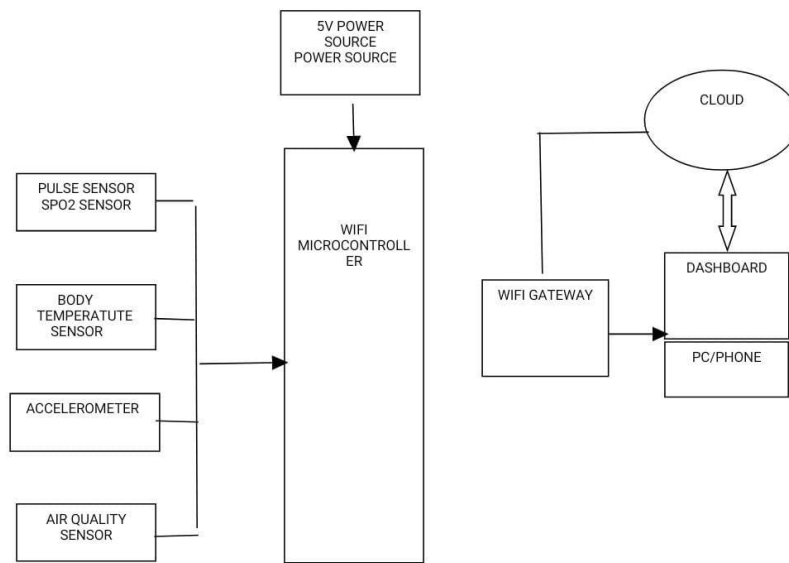 5V POWER
SOURCE
POWER SOURCE
CLOUD
PULSE SENSOR
SPO2 SENSOR
WIFI
MICROCONTROLL
ER
BODY
TEMPERATUTE
SENSOR
WIFI GATEWAY
DASHBOARD
PC/PHONE
ACCELEROMETER
AIR QUALITY
SENSOR